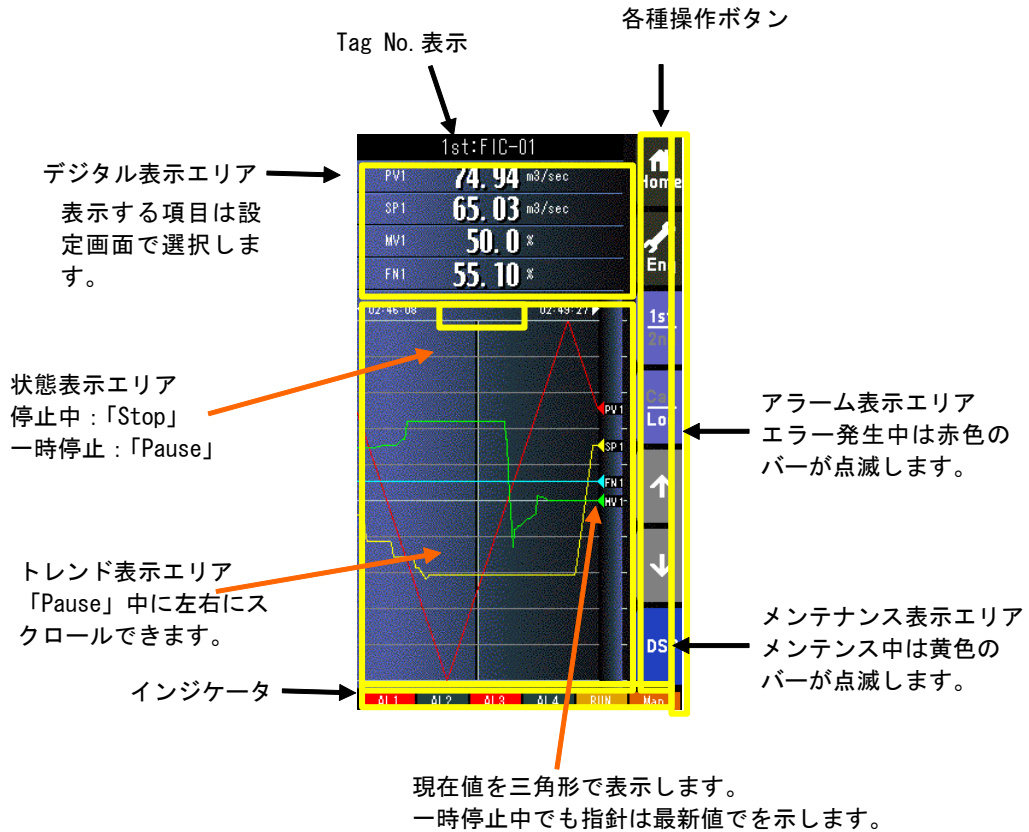 各種操作ボタン
Tag No.表示
1st:FIC-01
デジタル表示エリア
表示する項目は設
定画面で選択しま
す。
PV1 74.94 m3/sec
SP1 65.03 m3/sec
MV1 50.0 %
FN1 55.10 %
Home
Eng
1st
2nd
Lo
DS
02:46:08 02:49:27
状態表示エリア
停止中:「Stop」
一時停止:「Pause」
PV1
SP1
FN1
MV1
アラーム表示エリア
エラー発生中は赤色の
バーが点滅します。
トレンド表示エリア
「Pause」中に左右にス
クロールできます。
メンテナンス表示エリア
メンテンス中は黄色の
バーが点滅します。
インジケータ
AL1 AL2 AL3 AL4 RUN Man
現在値を三角形で表示します。
一時停止中でも指針は最新値でを示します。